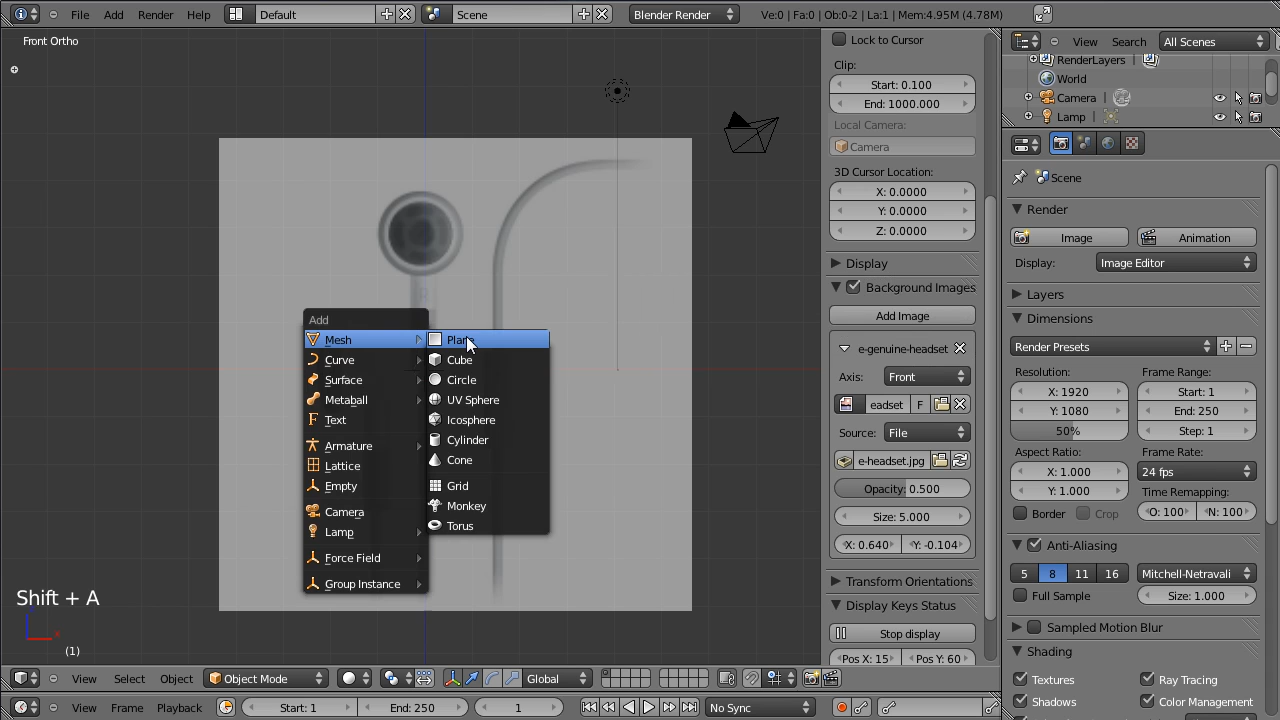 File Add Render Help Default Scene Blender Render Ve:0 | Fa:0 | Ob:0-2 | La:1 | Mem:4.95M (4.78M)
Front Ortho
R
Add
Mesh
Curve
Surface
Metaball
Text
Armature
Lattice
Empty
Camera
Lamp
Force Field
Group Instance
Cube
Circle
UV Sphere
Icosphere
Cylinder
Cone
Grid
Monkey
Torus
Shift + A
x
(1)
View Select Add Object Mode Global
View Frame Playback Start: 1 End: 250 1 No Sync
Lock to Cursor
Clip:
Start: 0.100
End: 1000.000
Local Camera:
Camera
3D Cursor Location:
X: 0.0000
Y: 0.0000
Z: 0.0000
Display
Background Images
Add Image
e-genuine-headset
Axis: Front
eadset F
Source: File
e-headset.jpg
Opacity: 0.500
Size: 5.000
X: 0.640 Y: -0.104
Transform Orientations
Display Keys Status
Stop display
Pos X: 15 Pos Y: 60
View Search All Scenes
RenderLayers
World
Camera
Lamp
Scene
Render
Image Animation
Display: Image Editor
Layers
Dimensions
Render Presets
Resolution: Frame Range:
X: 1920 Start: 1
Y: 1080 End: 250
50% Step: 1
Aspect Ratio: Frame Rate:
X: 1.000 24 fps
Y: 1.000 Time Remapping:
Border Crop O: 100 N: 100
Anti-Aliasing
5 8 11 16 Mitchell-Netravali
Full Sample Size: 1.000
Sampled Motion Blur
Shading
Textures Ray Tracing
Shadows Color Management